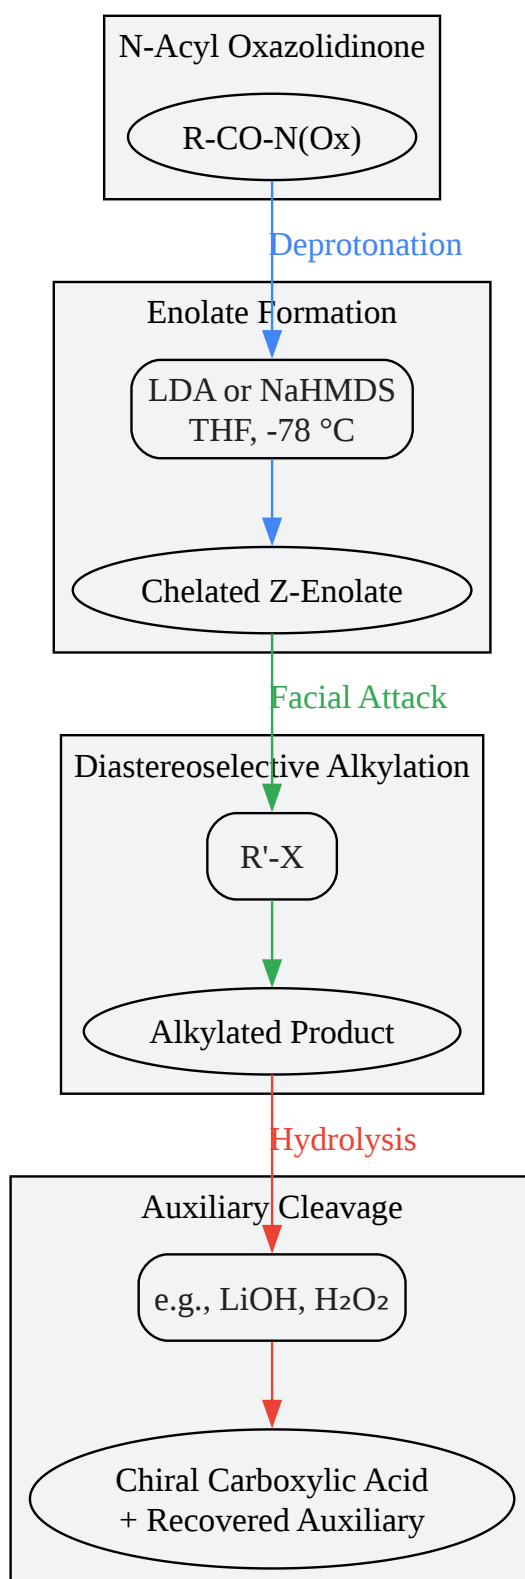 N-Acyl Oxazolidinone
R-CO-N(Ox)
Deprotonation
Enolate Formation
LDA or NaHMDS
THF, -78 °C
Chelated Z-Enolate
Facial Attack
Diastereoselective Alkylation
R'-X
Alkylated Product
Hydrolysis
Auxiliary Cleavage
e.g., LiOH, H₂O₂
Chiral Carboxylic Acid
+ Recovered Auxiliary